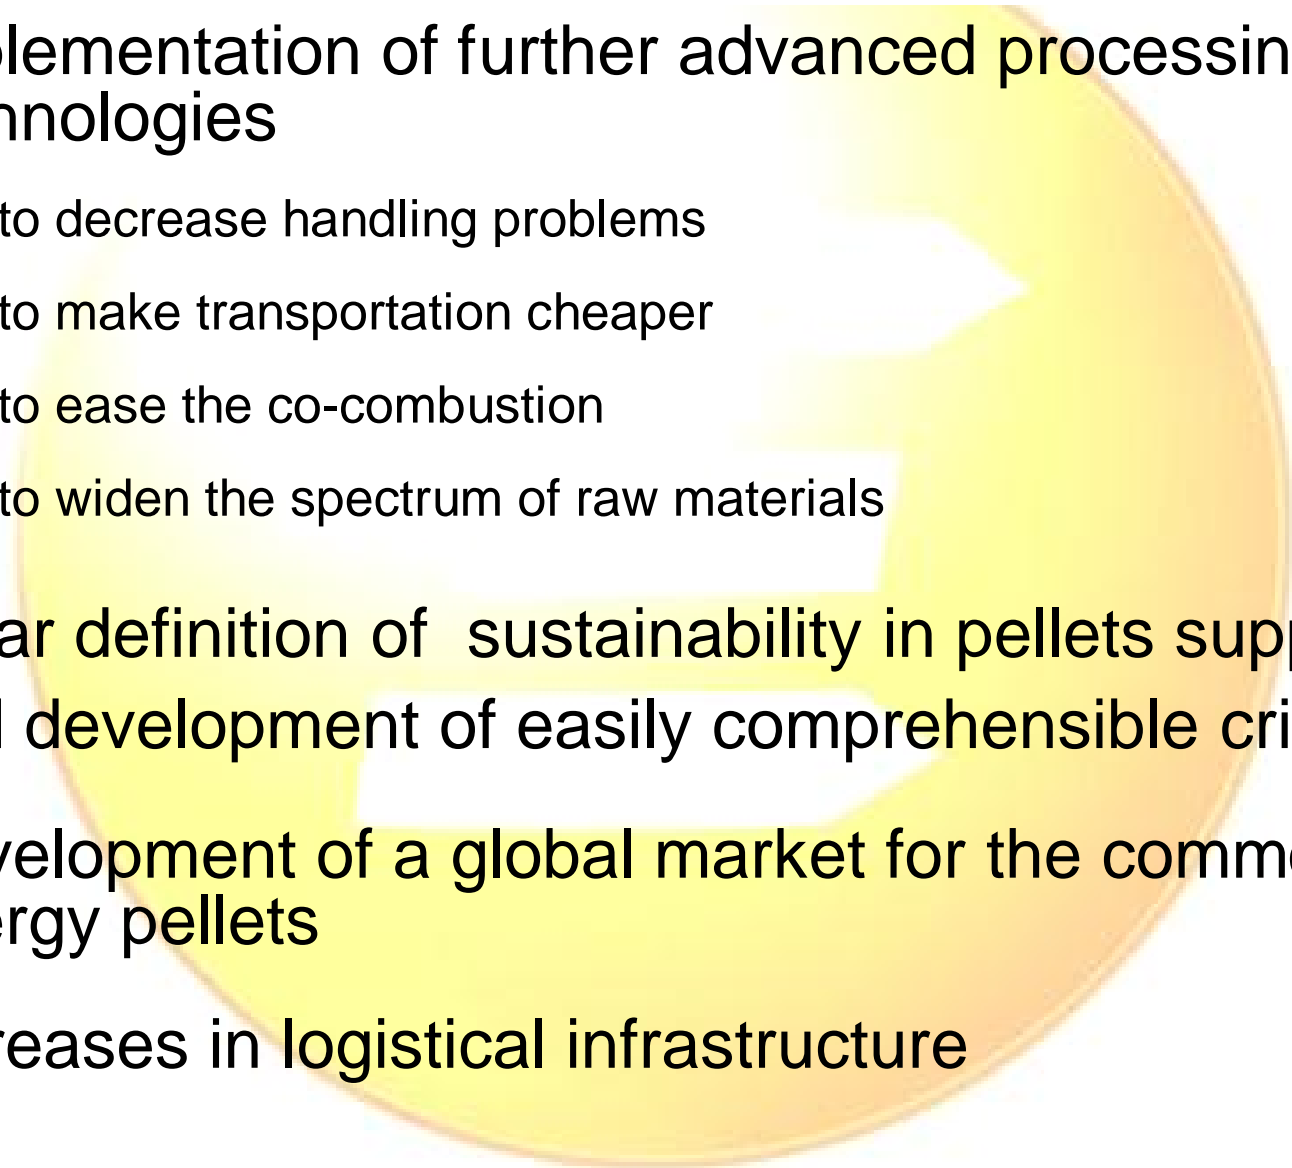 plementation of further advanced processin
hnologies
to decrease handling problems
to make transportation cheaper
to ease the co-combustion
to widen the spectrum of raw materials
ar definition of  sustainability in pellets sup
development of easily comprehensible cri
velopment of a global market for the comm
ergy pellets
reases in logistical infrastructure